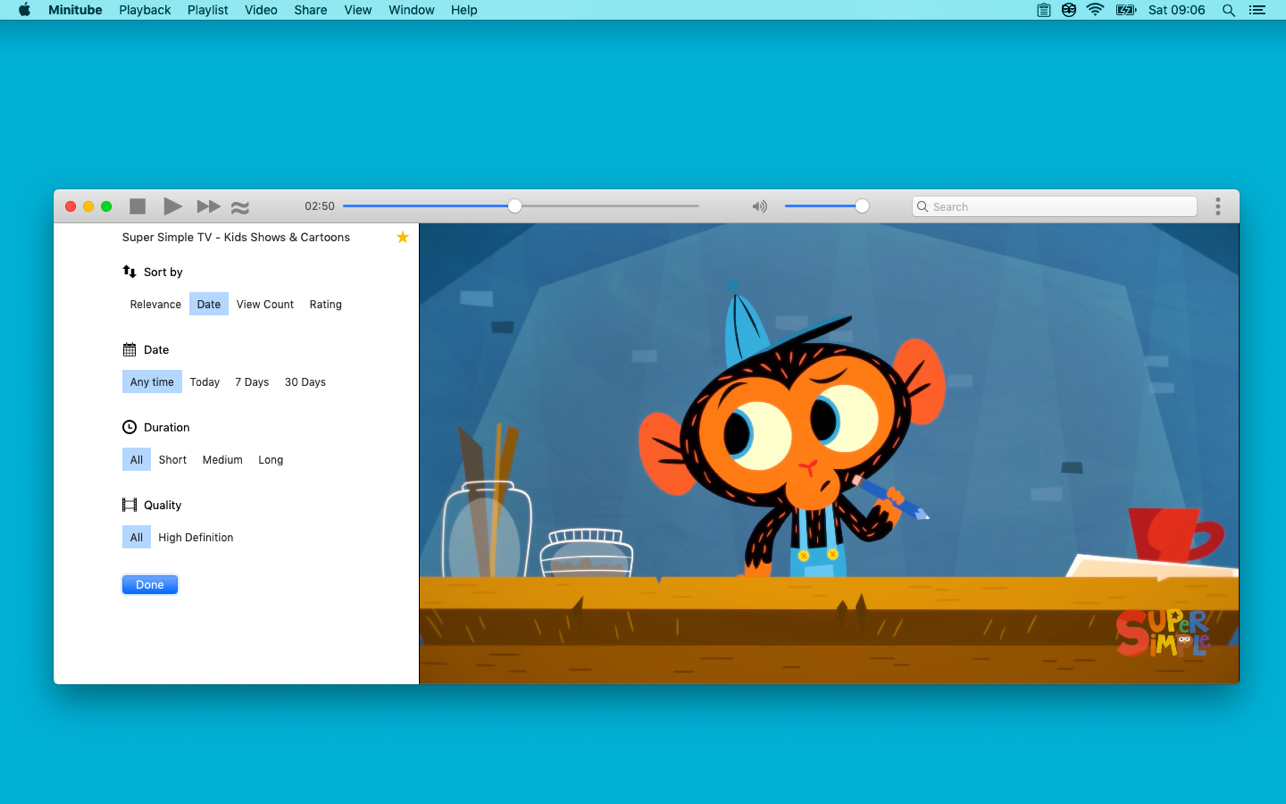 Minitube Playback Playlist Video Share View Window Help Sat 09:06
02:50 Search
Super Simple TV - Kids Shows & Cartoons
Sort by
Relevance Date View Count Rating
Date
Any time Today 7 Days 30 Days
Duration
All Short Medium Long
Quality
All High Definition
Done
SUPER
SiMPLe